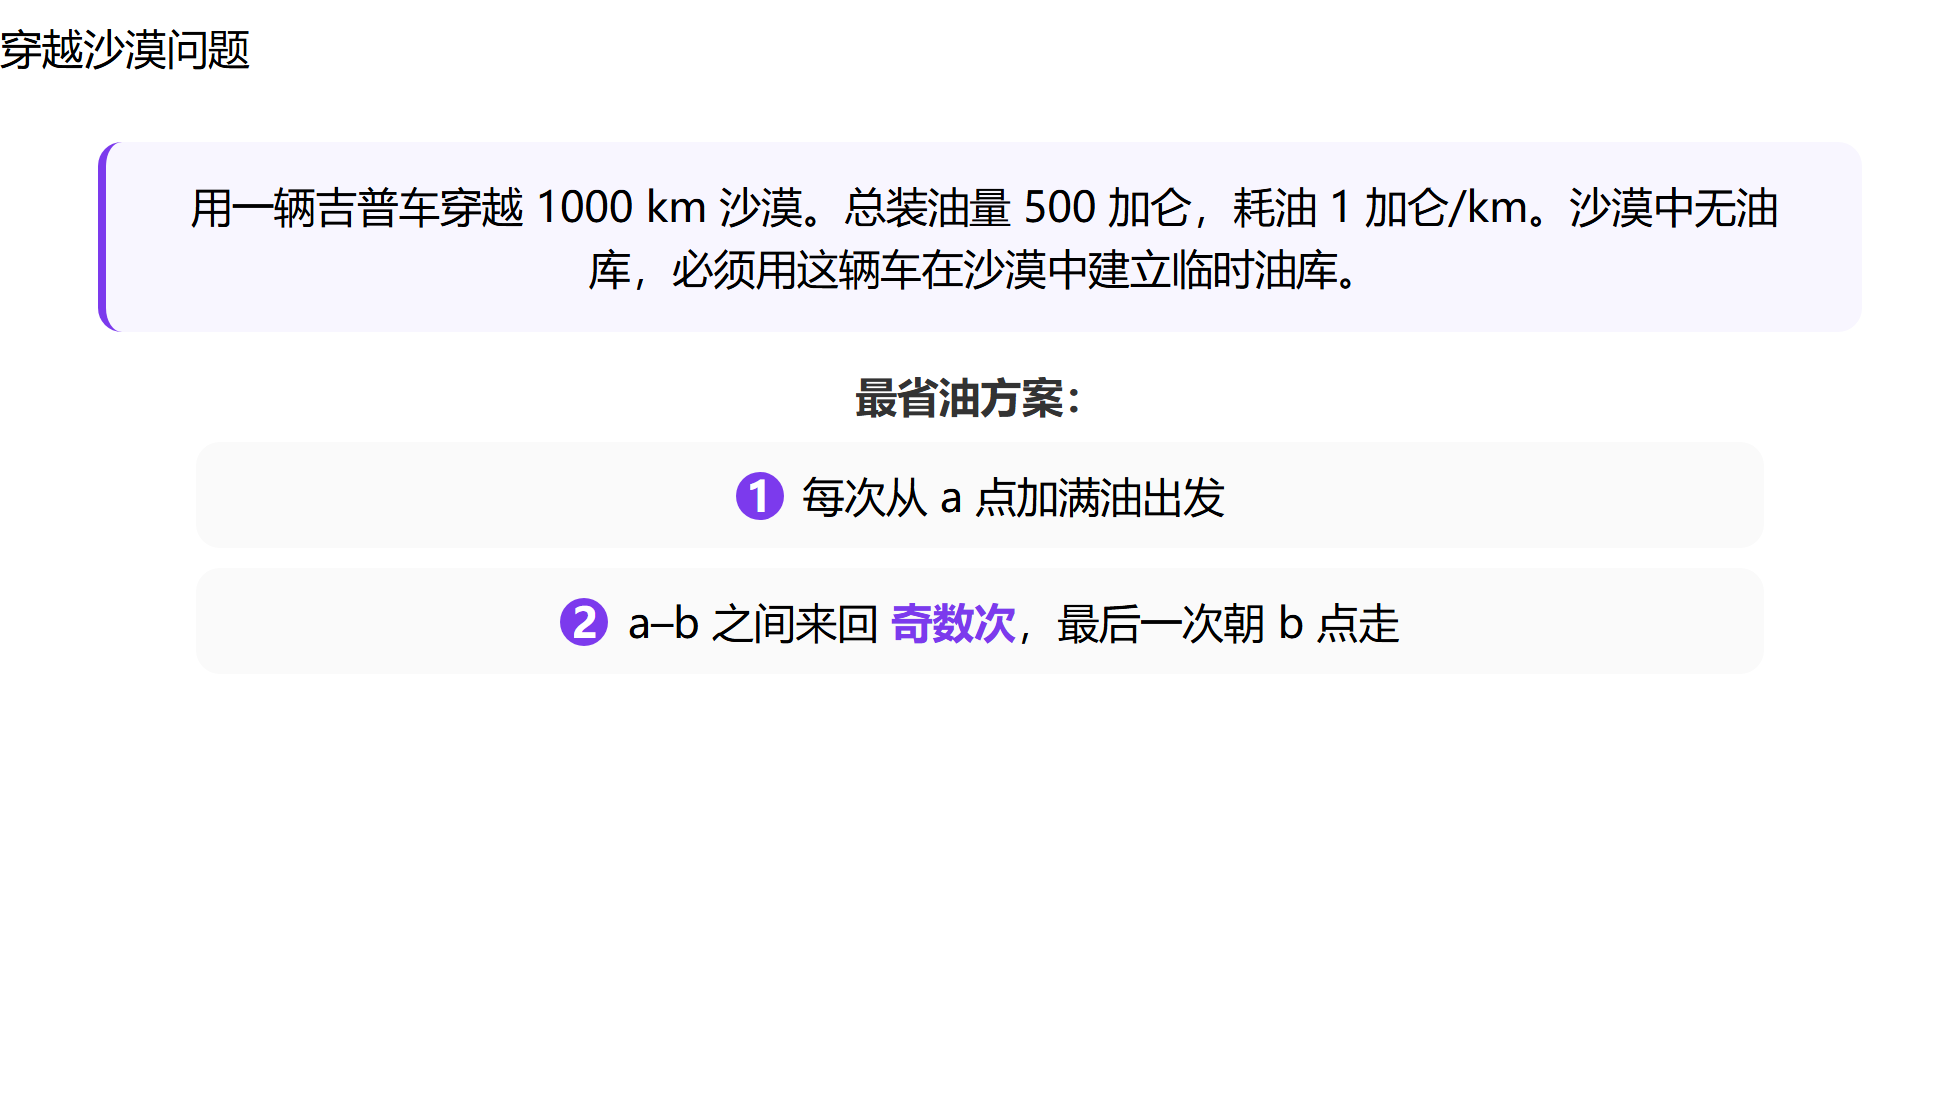 穿越沙漠问题
用一辆吉普车穿越 1000 km 沙漠。总装油量 500 加仑，耗油 1 加仑/km。沙漠中无油
库，必须用这辆车在沙漠中建立临时油库。
最省油方案：
1 每次从 a 点加满油出发
2 a–b 之间来回 奇数次，最后一次朝 b 点走